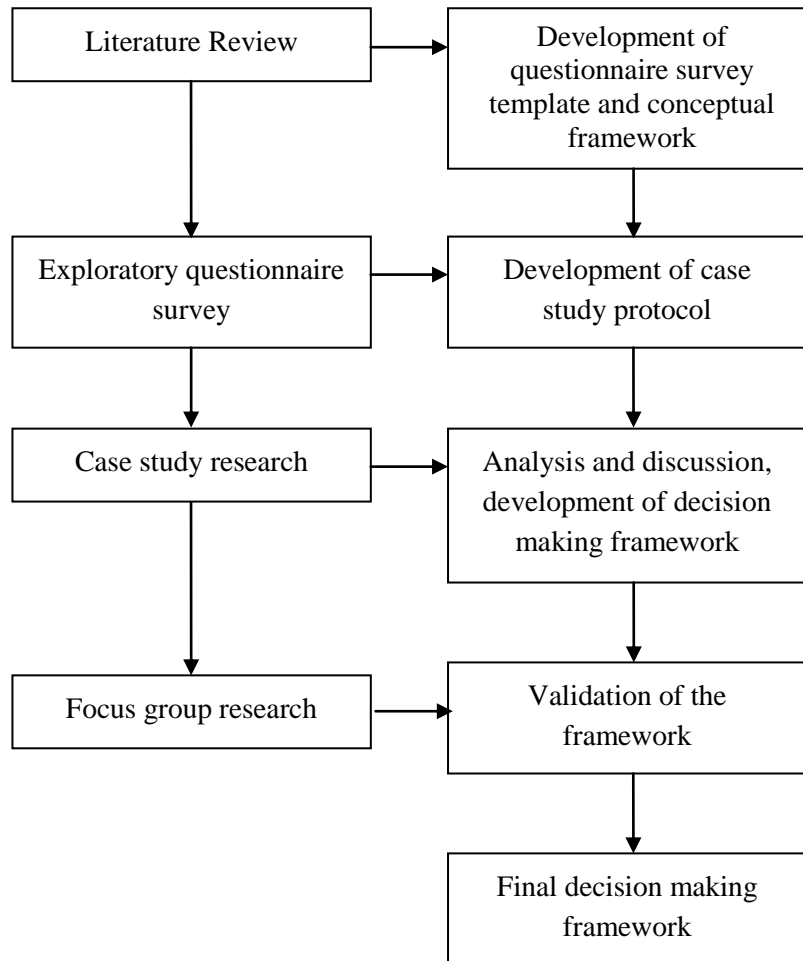 Literature Review
Development of
questionnaire survey
template and conceptual
framework
Exploratory questionnaire
survey
Development of case
study protocol
Case study research
Analysis and discussion,
development of decision
making framework
Focus group research
Validation of the
framework
Final decision making
framework